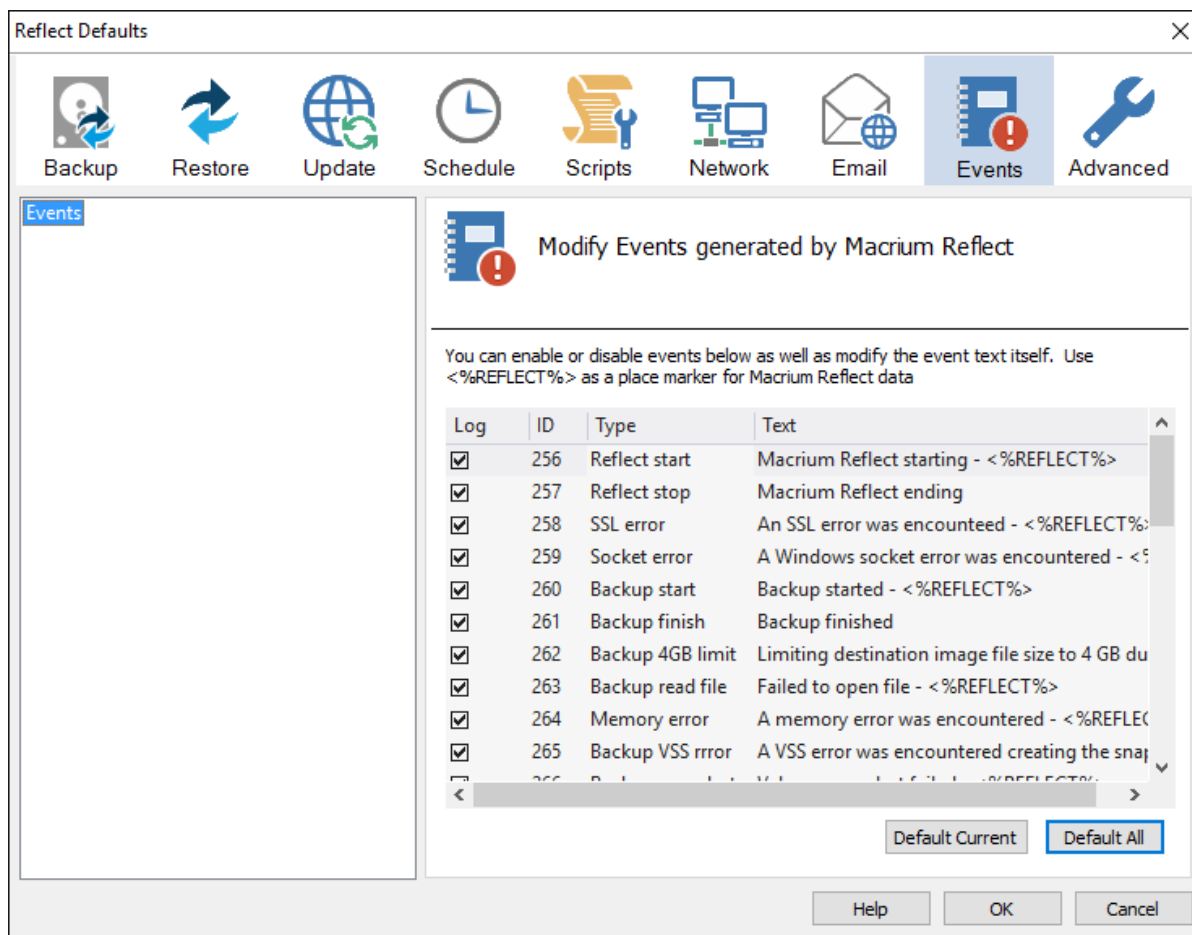 Reflect Defaults
Backup Restore Update Schedule Scripts Network Email Events Advanced
Events
Modify Events generated by Macrium Reflect
You can enable or disable events below as well as modify the event text itself. Use
<%REFLECT%> as a place marker for Macrium Reflect data
Log ID Type Text
256 Reflect start Macrium Reflect starting - <%REFLECT%>
257 Reflect stop Macrium Reflect ending
258 SSL error An SSL error was encounteed - <%REFLECT%>
259 Socket error A Windows socket error was encountered - <%
260 Backup start Backup started - <%REFLECT%>
261 Backup finish Backup finished
262 Backup 4GB limit Limiting destination image file size to 4 GB du
263 Backup read file Failed to open file - <%REFLECT%>
264 Memory error A memory error was encountered - <%REFLEC
265 Backup VSS rrror A VSS error was encountered creating the snap
Default Current Default All
Help OK Cancel